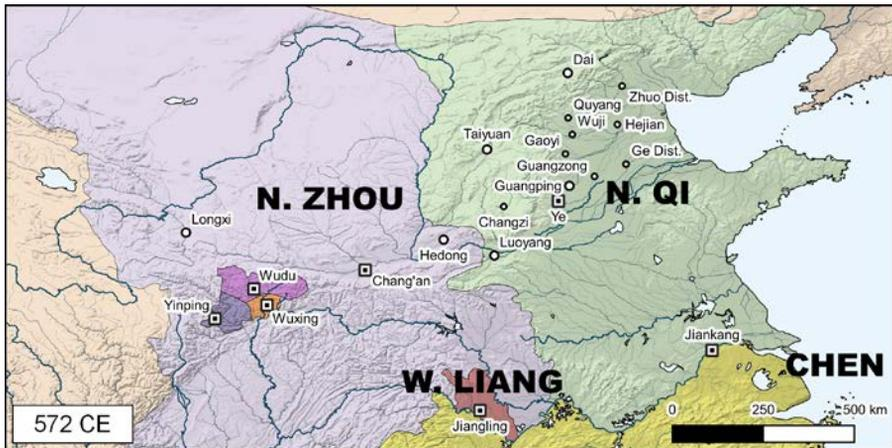 Dai
Zhuo Dist.
Quyang
Wuji
Hejian
Taiyuan
Gaoyi
Ge Dist.
Guangzong
Guangping
N. QI
N. ZHOU
Ye
Changzi
Longxi
Hedong
Luoyang
Wudu
Chang'an
Yinping
Wuxing
Jiankang
CHEN
W. LIANG
Jiangling
572 CE
0 250 500 km